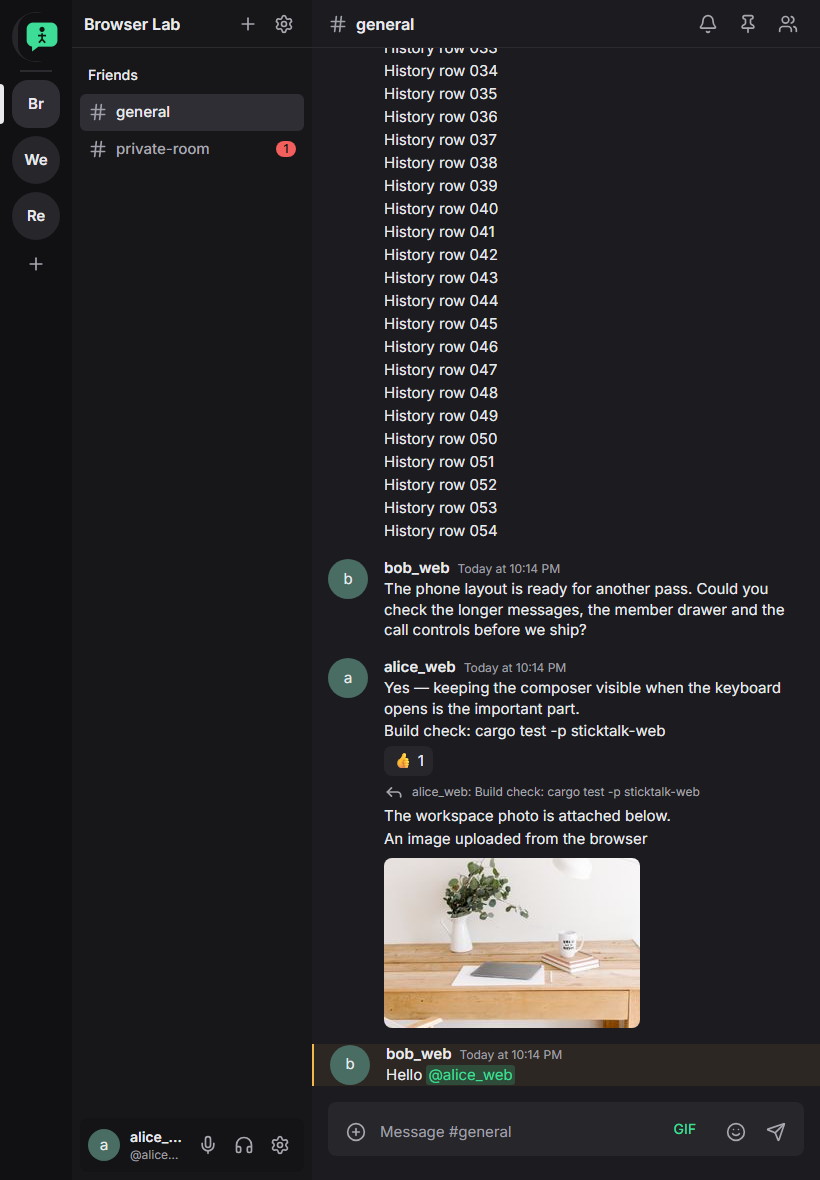 Browser Lab
Friends
Br
general
We
private-room
1
Re
general
History row 033
History row 034
History row 035
History row 036
History row 037
History row 038
History row 039
History row 040
History row 041
History row 042
History row 043
History row 044
History row 045
History row 046
History row 047
History row 048
History row 049
History row 050
History row 051
History row 052
History row 053
History row 054
b
bob_web Today at 10:14 PM
The phone layout is ready for another pass. Could you
check the longer messages, the member drawer and the
call controls before we ship?
a
alice_web Today at 10:14 PM
Yes — keeping the composer visible when the keyboard
opens is the important part.
Build check: cargo test -p sticktalk-web
👍 1
alice_web: Build check: cargo test -p sticktalk-web
The workspace photo is attached below.
An image uploaded from the browser
b
bob_web Today at 10:14 PM
Hello @alice_web
a
alice_...
@alice...
Message #general
GIF